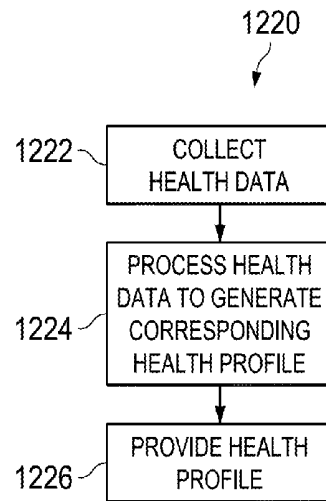 1220
1222
COLLECT
HEALTH DATA
1224
PROCESS HEALTH
DATA TO GENERATE
CORRESPONDING
HEALTH PROFILE
1226
PROVIDE HEALTH
PROFILE